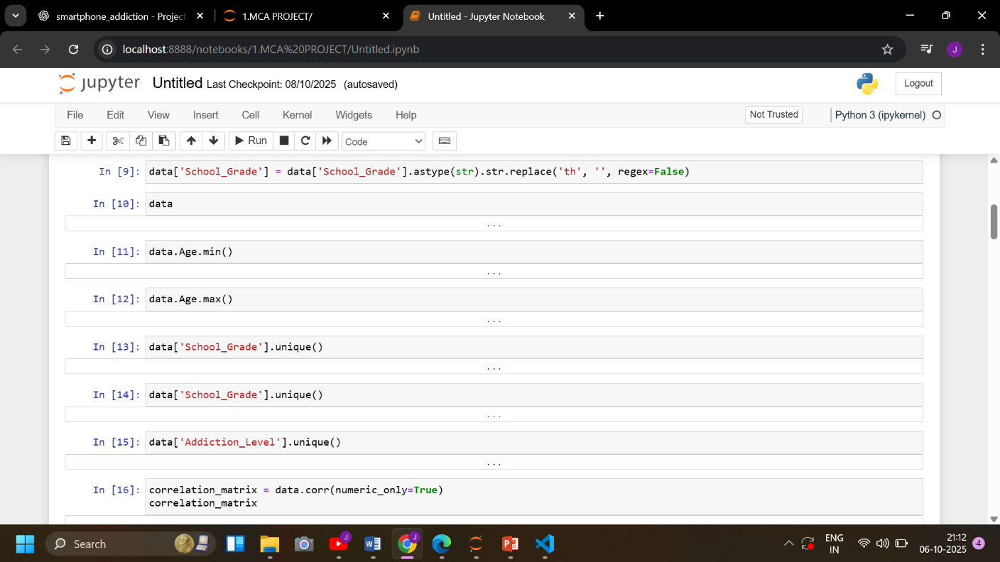 smartphone_addiction - Project
1.MCA PROJECT/
Untitled - Jupyter Notebook
localhost:8888/notebooks/1.MCA%20PROJECT/Untitled.ipynb
J
jupyter Untitled Last Checkpoint: 08/10/2025 (autosaved)
Logout
File Edit View Insert Cell Kernel Widgets Help
Not Trusted
Python 3 (ipykernel)
Run
Code
In [9]: data['School_Grade'] = data['School_Grade'].astype(str).str.replace('th', '', regex=False)
In [10]: data
...
In [11]: data.Age.min()
...
In [12]: data.Age.max()
...
In [13]: data['School_Grade'].unique()
...
In [14]: data['School_Grade'].unique()
...
In [15]: data['Addiction_Level'].unique()
...
In [16]: correlation_matrix = data.corr(numeric_only=True)
correlation_matrix
Search
J
W
J
P
ENG
IN
21:12
06-10-2025
4